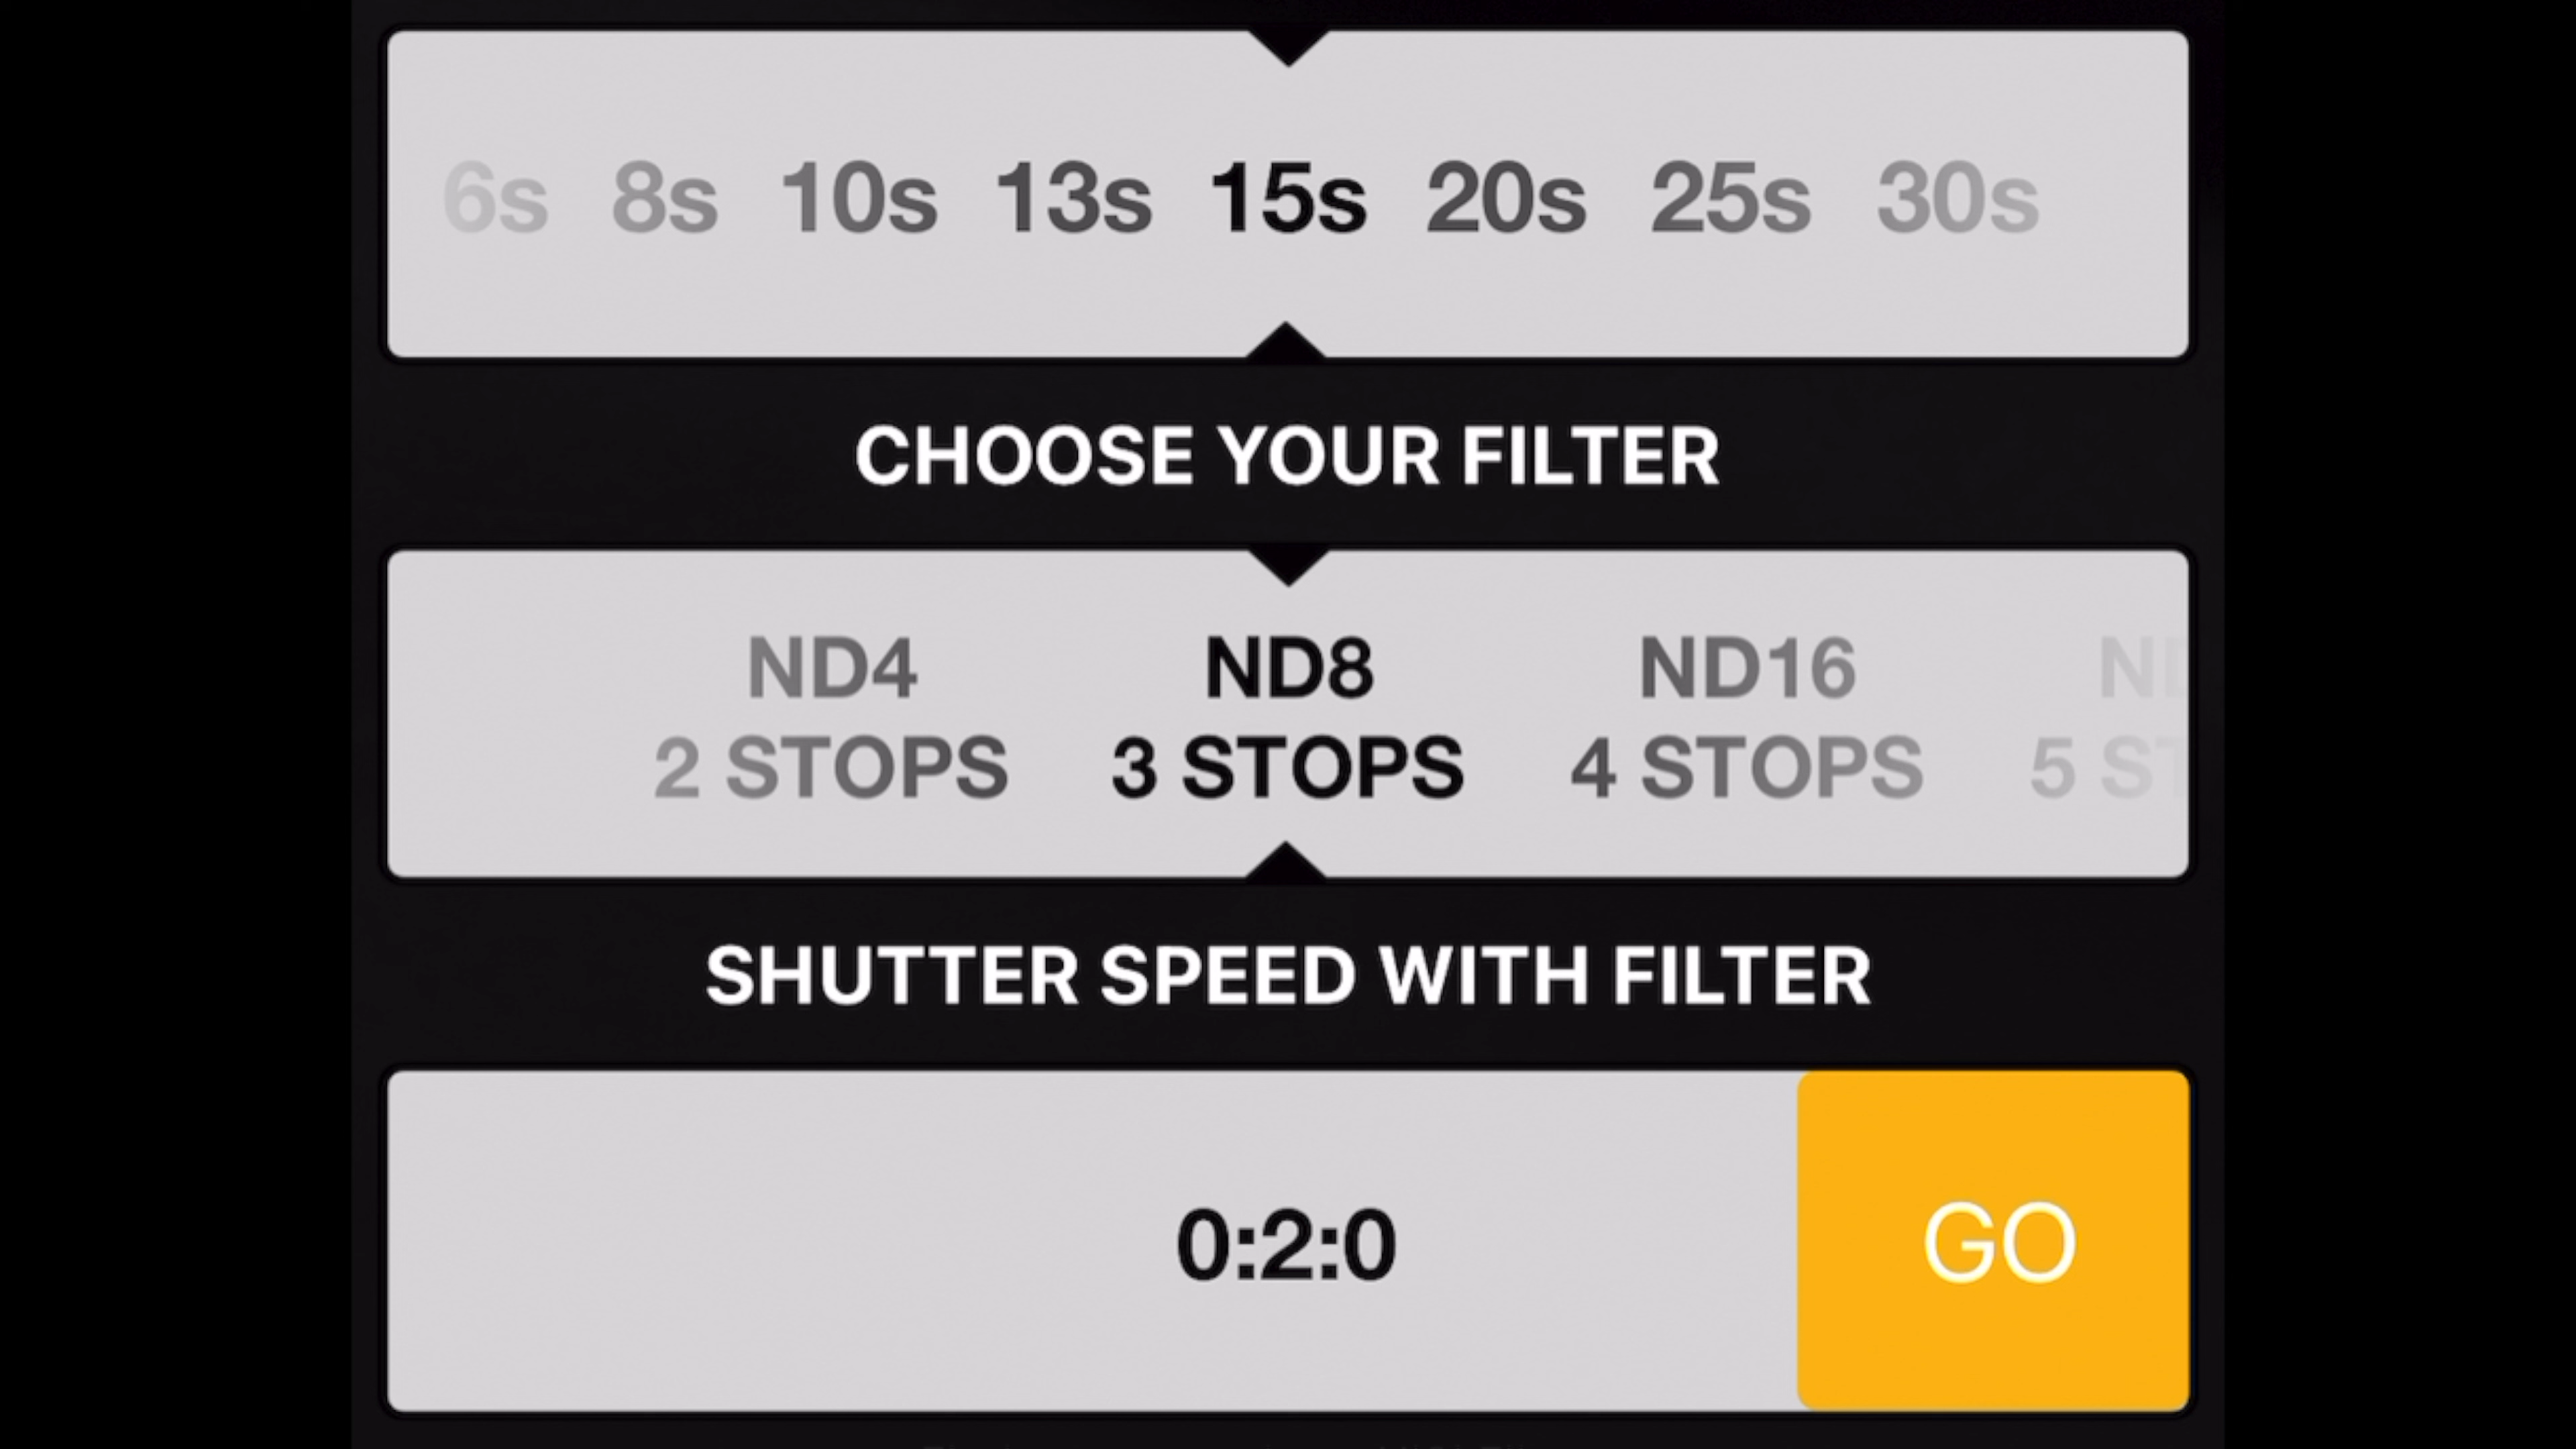 6s 8s 10s 13s 15s 20s 25s 30s
CHOOSE YOUR FILTER
ND4 ND8 ND16
2 STOPS 3 STOPS 4 STOPS 5
SHUTTER SPEED WITH FILTER
0:2:0 GO